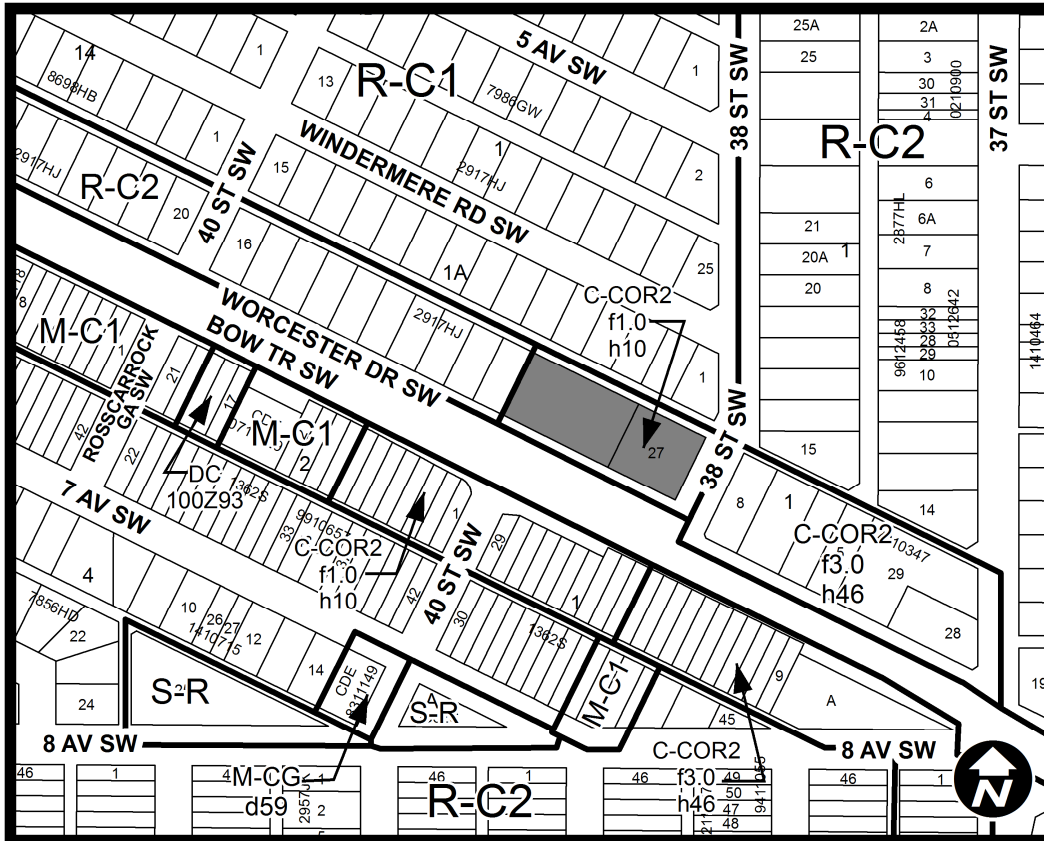 14
8698HB
1
R-C1
5 AV SW
1
13
7986GW
1
WINDERMERE RD SW
15
1
2917HJ
2
25
25A
25
2A
3
30
31
4
0210900
38 ST SW
37 ST SW
R-C2
6
6A
7
2877HL
21
20A
1
20
8
32
33
28
29
10
9612458
0512642
1410464
15
14
2917HJ
R-C2
20
40 ST SW
16
1A
2917HJ
1
C-COR2
f1.0
h10
27
WORCESTER DR SW
BOW TR SW
38 ST SW
8
M-C1
1
ROSSCARROCK
GA SW
21
17
M-C1
2
DC
100Z93
42
22
1362S
33
7 AV SW
C-COR2
f1.0
h10
1
42
40 ST SW
29
1
30
1362S
8
1
C-COR2
f3.0
h46
29
28
19
4
7856HD
22
24
10
26
27
12
1410715
14
CDE
8311149
S-R
A
S-R
M-C1
9
A
45
8 AV SW
8 AV SW
M-CG
d59
C-COR2
f3.0
h46
9411055
46
1
1
2
46
1
R-C2
46
49
50
47
48
46
1
N